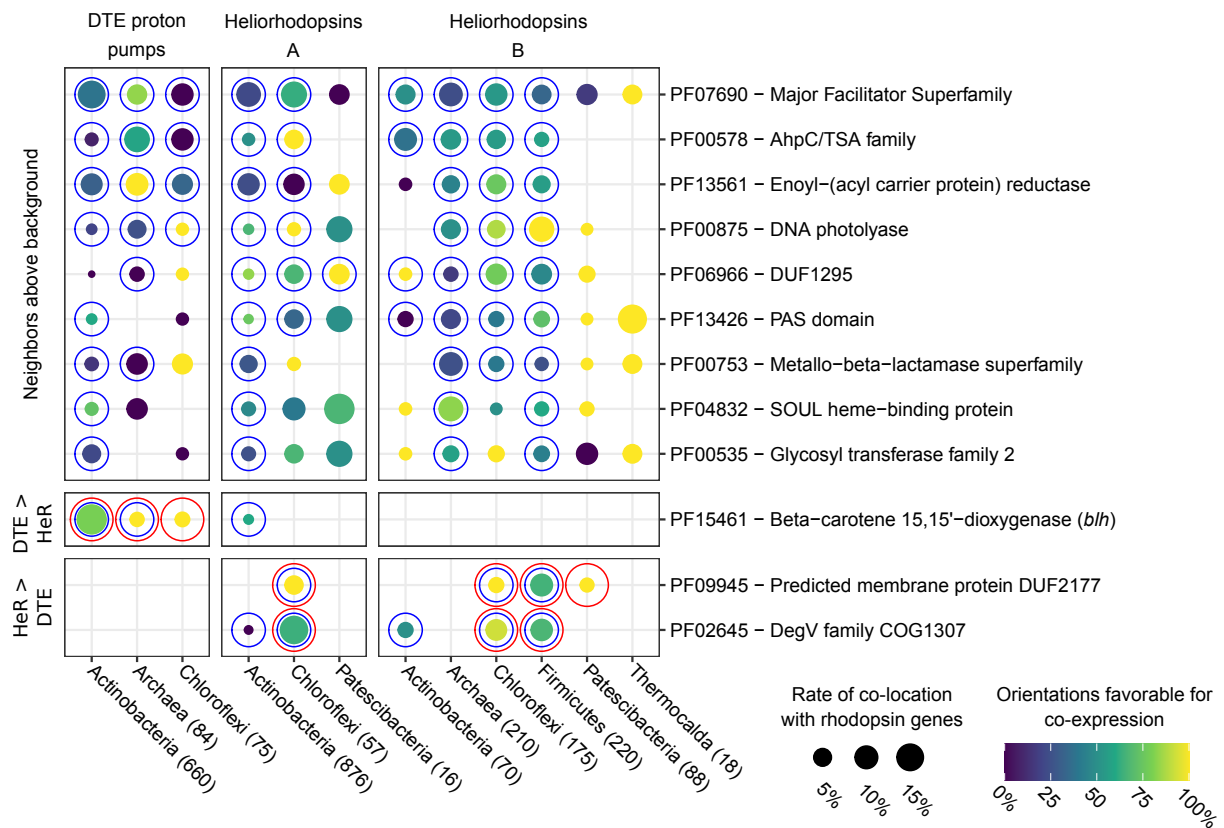 DTE proton
pumps
Heliorhodopsins
A
Heliorhodopsins
B
Neighbors above background
PF07690 − Major Facilitator Superfamily
PF00578 − AhpC/TSA family
PF13561 − Enoyl−(acyl carrier protein) reductase
PF00875 − DNA photolyase
PF06966 − DUF1295
PF13426 − PAS domain
PF00753 − Metallo−beta−lactamase superfamily
PF04832 − SOUL heme−binding protein
PF00535 − Glycosyl transferase family 2
DTE >
HeR
PF15461 − Beta−carotene 15,15'−dioxygenase (blh)
HeR >
DTE
PF09945 − Predicted membrane protein DUF2177
PF02645 − DegV family COG1307
Actinobacteria (660)
Archaea (84)
Chloroflexi (75)
Actinobacteria (876)
Chloroflexi (57)
Patescibacteria (16)
Actinobacteria (70)
Archaea (210)
Chloroflexi (175)
Firmicutes (220)
Patescibacteria (88)
Thermocalda (18)
Rate of co−location
with rhodopsin genes
5%
10%
15%
Orientations favorable for
co−expression
0%
25
50
75
100%